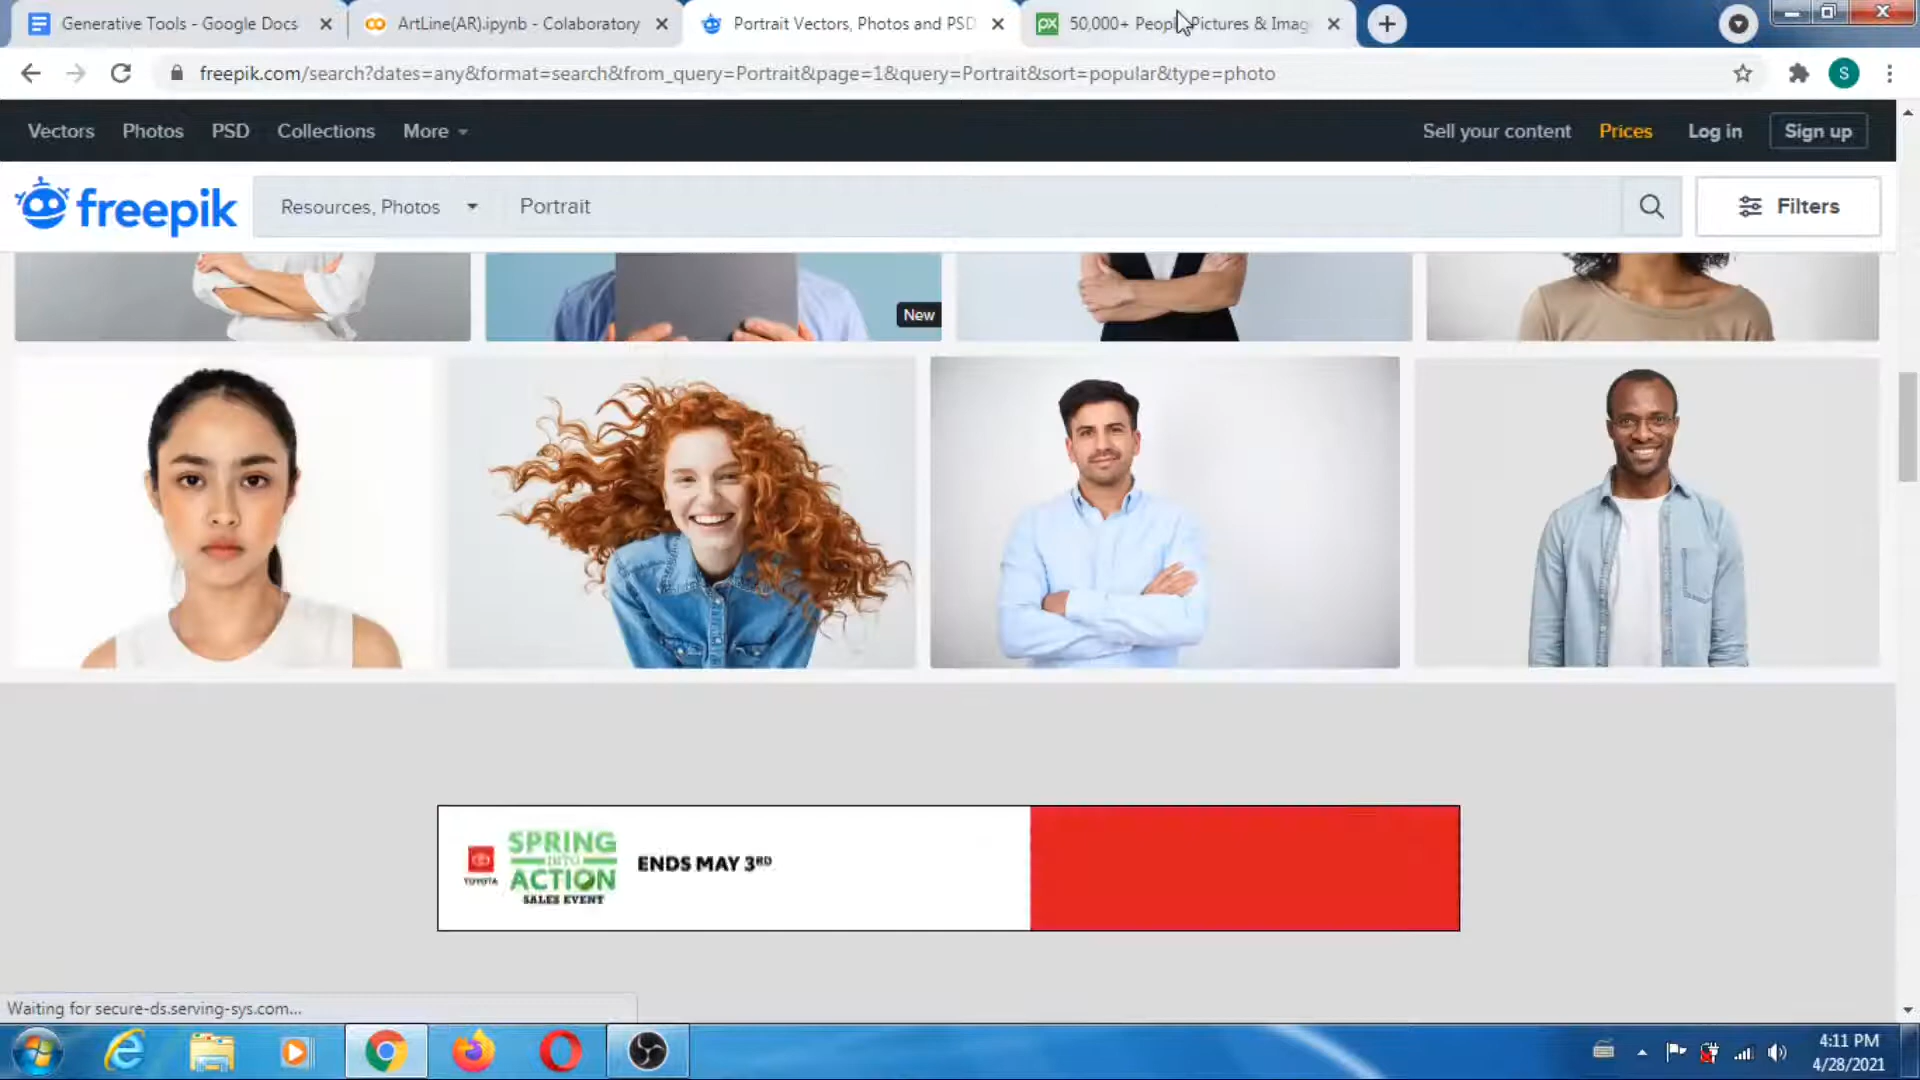 Generative Tools - Google Docs
ArtLine(AR).ipynb - Colaboratory
Portrait Vectors, Photos and PSD
50,000+ People Pictures & Imag
freepik.com/search?dates=any&format=search&from_query=Portrait&page=1&query=Portrait&sort=popular&type=photo
S
Vectors Photos PSD Collections More
Sell your content Prices Log in Sign up
freepik
Resources, Photos
Portrait
Filters
New
TOYOTA
SPRING
INTO
ACTION
SALES EVENT
ENDS MAY 3RD
Waiting for secure-ds.serving-sys.com...
4:11 PM
4/28/2021